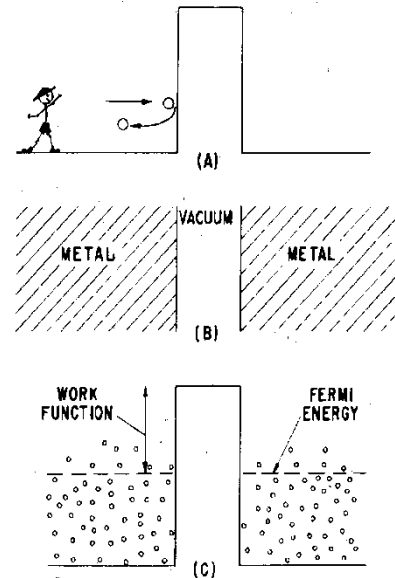 (A)
VACUUM
METAL
METAL
(B)
WORK
FUNCTION
FERMI
ENERGY
(C)